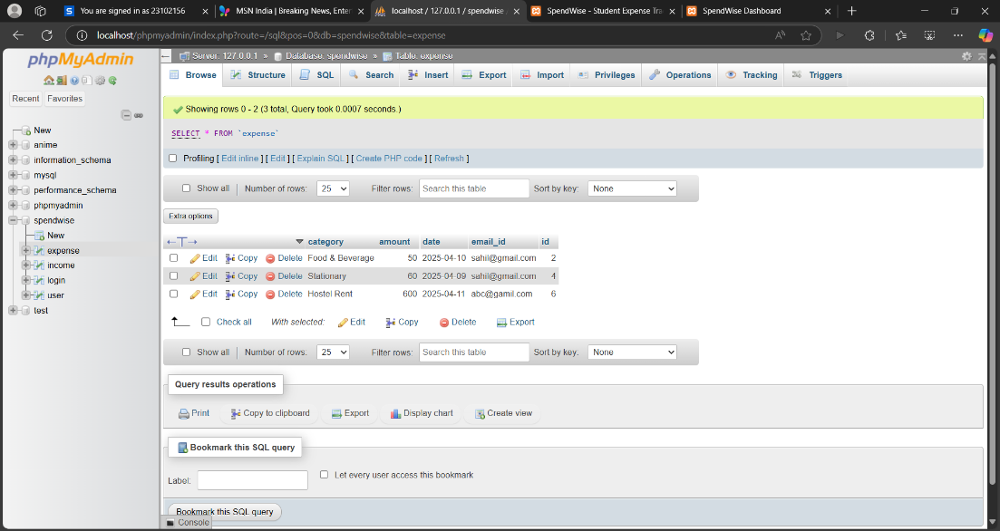 You are signed in as 23102156
MSN India | Breaking News, Enter
localhost / 127.0.0.1 / spendwise
SpendWise - Student Expense Tra
SpendWise Dashboard
localhost/phpmyadmin/index.php?route=/sql&pos=0&db=spendwise&table=expense
phpMyAdmin
Recent Favorites
New
anime
information_schema
mysql
performance_schema
phpmyadmin
spendwise
New
expense
income
login
user
test
Server: 127.0.0.1 » Database: spendwise » Table: expense
Browse Structure SQL Search Insert Export Import Privileges Operations Tracking Triggers
Showing rows 0 - 2 (3 total, Query took 0.0007 seconds.)
SELECT * FROM `expense`
Profiling [ Edit inline ] [ Edit ] [ Explain SQL ] [ Create PHP code ] [ Refresh ]
Show all Number of rows: 25 Filter rows: Search this table Sort by key: None
Extra options
←T→ category amount date email_id id
Edit Copy Delete Food & Beverage 50 2025-04-10 sahil@gmail.com 2
Edit Copy Delete Stationary 60 2025-04-09 sahil@gmail.com 4
Edit Copy Delete Hostel Rent 600 2025-04-11 abc@gamil.com 6
Check all With selected: Edit Copy Delete Export
Show all Number of rows: 25 Filter rows: Search this table Sort by key: None
Query results operations
Print Copy to clipboard Export Display chart Create view
Bookmark this SQL query
Label: Let every user access this bookmark
Bookmark this SQL query
Console